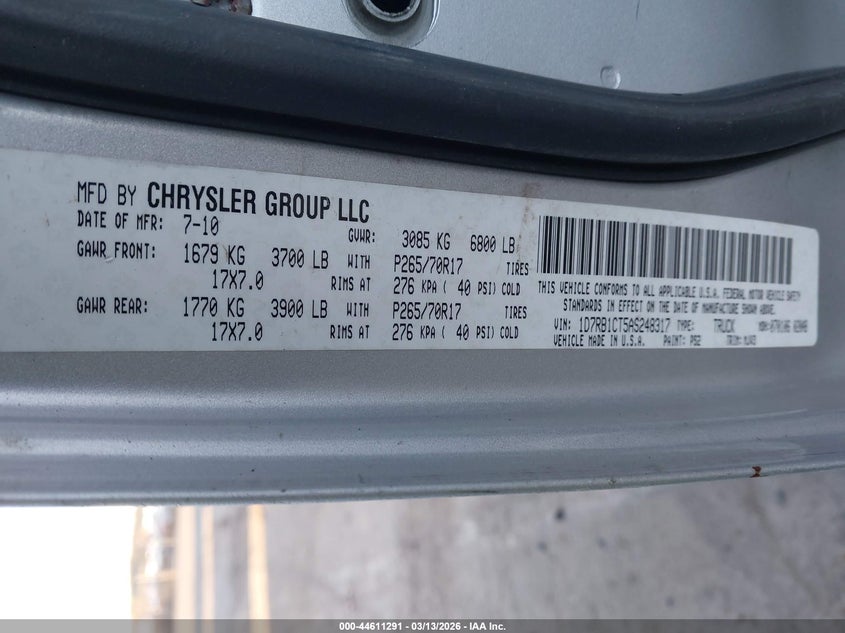 MFD BY CHRYSLER GROUP LLC
DATE OF MFR: 7-10 GVWR: 3085 KG 6800 LB
GAWR FRONT: 1679 KG 3700 LB WITH P265/70R17 TIRES
17X7.0 RIMS AT 276 KPA ( 40 PSI) COLD
GAWR REAR: 1770 KG 3900 LB WITH P265/70R17 TIRES
17X7.0 RIMS AT 276 KPA ( 40 PSI) COLD
THIS VEHICLE CONFORMS TO ALL APPLICABLE U.S.A. FEDERAL MOTOR VEHICLE SAFETY
STANDARDS IN EFFECT ON THE DATE OF MANUFACTURE SHOWN ABOVE.
VIN: 1D7RB1CT5AS248317 TYPE: TRUCK MDH:
VEHICLE MADE IN U.S.A. PAINT: PS2 TRIM:
000-44611291 - 03/13/2026 - IAA Inc.